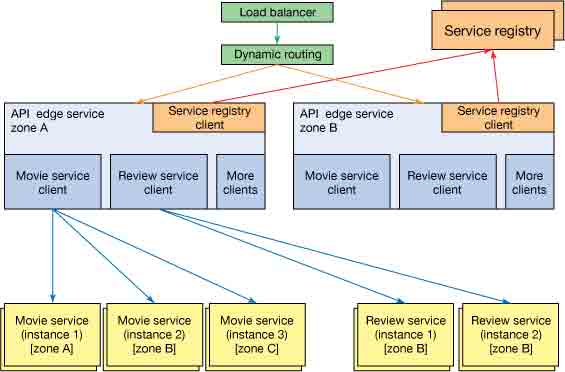 Load balancer
Service registry
Dynamic routing
API edge service
zone A
Service registry
client
Movie service
client
Review service
client
More
clients
API edge service
zone B
Service registry
client
Movie service
client
Review service
client
More
clients
Movie service
(instance 1)
[zone A]
Movie service
(instance 2)
[zone B]
Movie service
(instance 3)
[zone C]
Review service
(instance 1)
[zone B]
Review service
(instance 2)
[zone B]